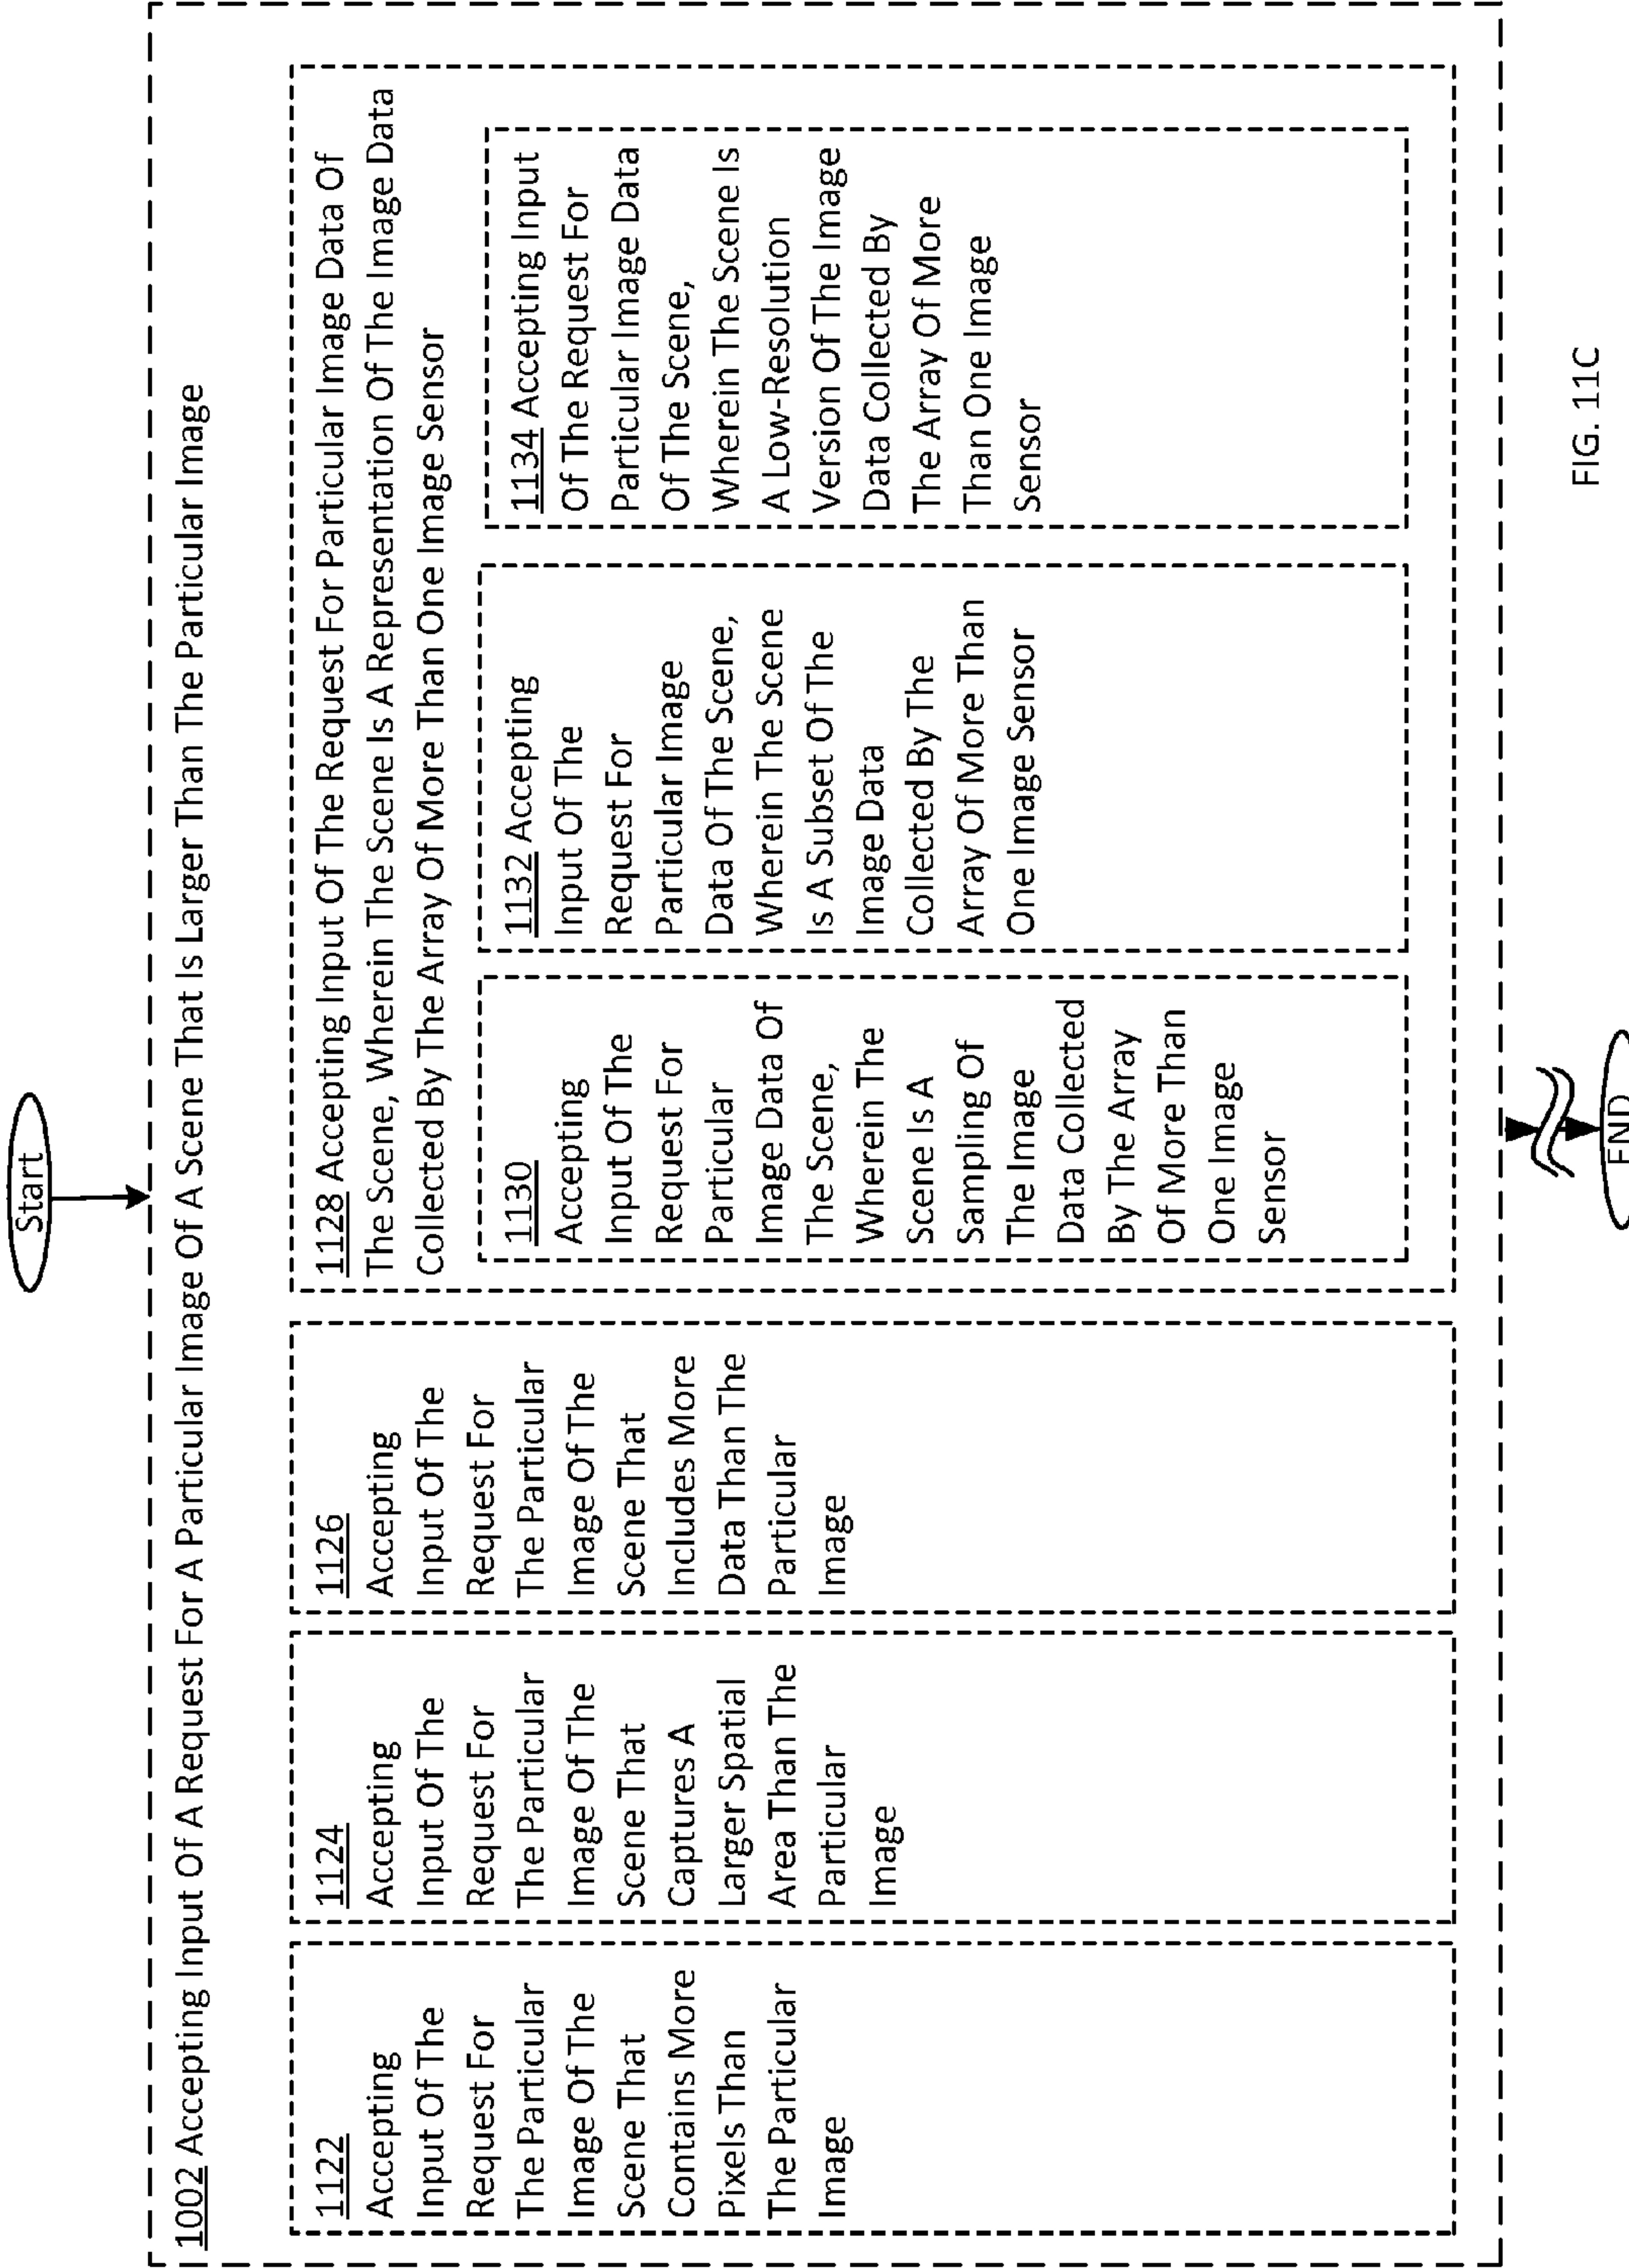 Start
1002 Accepting Input Of A Request For A Particular Image Of A Scene That Is Larger Than The Particular Image
1122
Accepting
Input Of The
Request For
The Particular
Image Of The
Scene That
Contains More
Pixels Than
The Particular
Image
1124
Accepting
Input Of The
Request For
The Particular
Image Of The
Scene That
Captures A
Larger Spatial
Area Than The
Particular
Image
1126
Accepting
Input Of The
Request For
The Particular
Image Of The
Scene That
Includes More
Data Than The
Particular
Image
1128 Accepting Input Of The Request For Particular Image Data Of
The Scene, Wherein The Scene Is A Representation Of The Image Data
Collected By The Array Of More Than One Image Sensor
1130
Accepting
Input Of The
Request For
Particular
Image Data Of
The Scene,
Wherein The
Scene Is A
Sampling Of
The Image
Data Collected
By The Array
Of More Than
One Image
Sensor
1132 Accepting
Input Of The
Request For
Particular Image
Data Of The Scene,
Wherein The Scene
Is A Subset Of The
Image Data
Collected By The
Array Of More Than
One Image Sensor
1134 Accepting Input
Of The Request For
Particular Image Data
Of The Scene,
Wherein The Scene Is
A Low-Resolution
Version Of The Image
Data Collected By
The Array Of More
Than One Image
Sensor
END
FIG. 11C